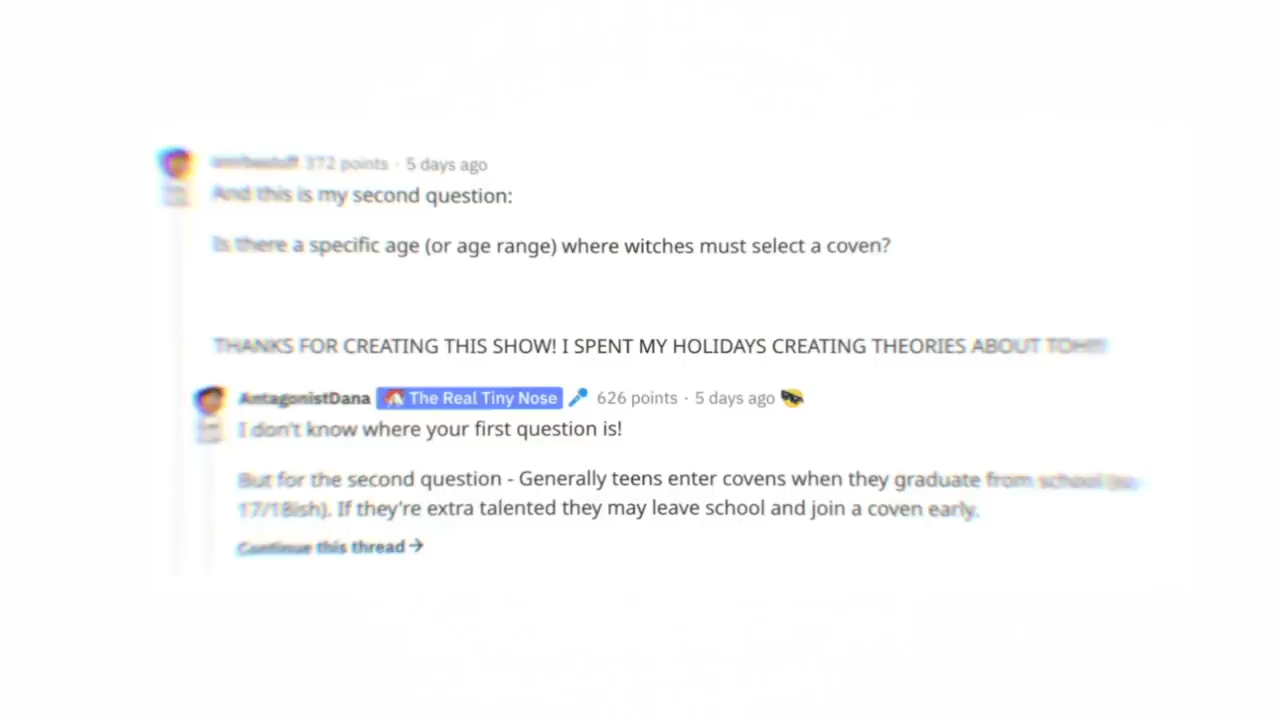 372 points · 5 days ago
And this is my second question:
Is there a specific age (or age range) where witches must select a coven?
THANKS FOR CREATING THIS SHOW! I SPENT MY HOLIDAYS CREATING THEORIES ABOUT
AntagonistDana The Real Tiny Nose 626 points · 5 days ago
I don't know where your first question is!
But for the second question - Generally teens enter covens when they graduate from school (so
17/18ish). If they're extra talented they may leave school and join a coven early.
Continue this thread →